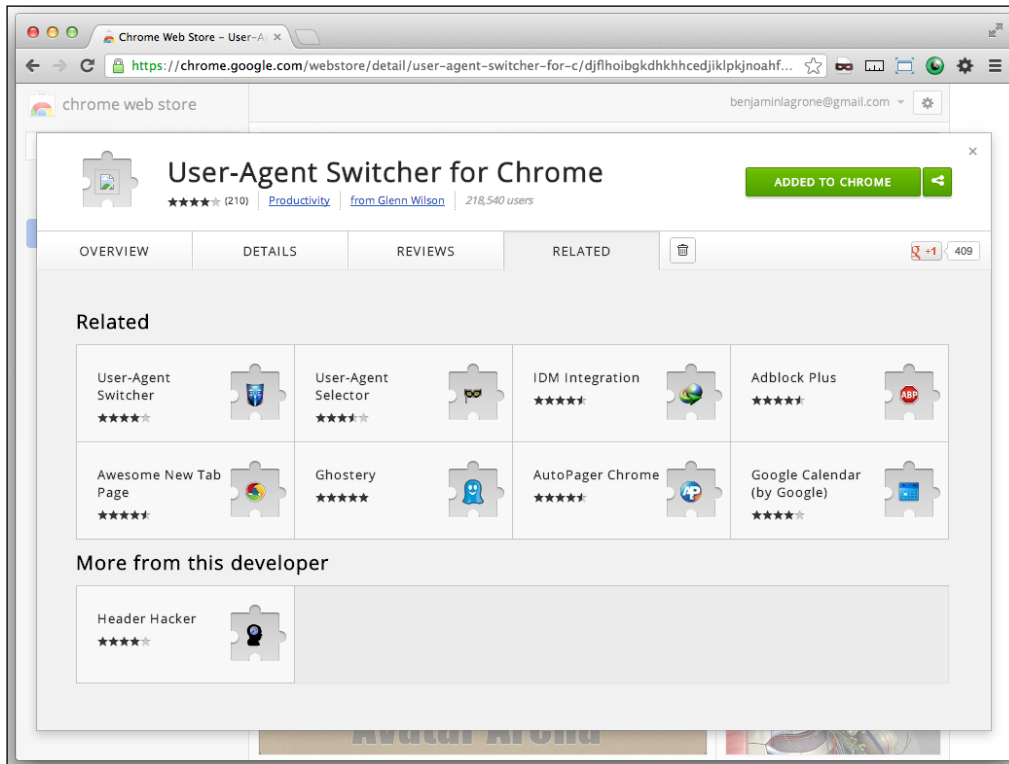 Chrome Web Store – User-A
https://chrome.google.com/webstore/detail/user-agent-switcher-for-c/djflhoibgkdhkhhcedjiklpkjnoahf...
chrome web store
benjaminlagrone@gmail.com
User-Agent Switcher for Chrome
(210) Productivity from Glenn Wilson 218,540 users
ADDED TO CHROME
OVERVIEW DETAILS REVIEWS RELATED
g +1 409
Related
User-Agent
Switcher
User-Agent
Selector
IDM Integration
Adblock Plus
ABP
Awesome New Tab
Page
Ghostery
AutoPager Chrome
AP
Google Calendar
(by Google)
More from this developer
Header Hacker
Avatar Arena